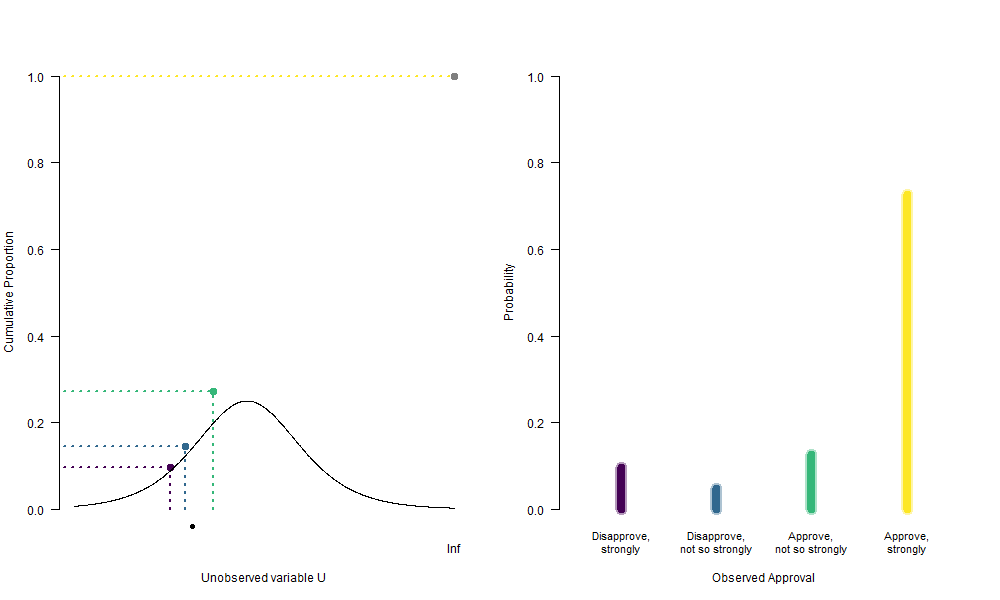 1.0
0.8
0.6
0.4
0.2
0.0
Cumulative Proportion
Inf
Unobserved variable U
1.0
0.8
0.6
0.4
0.2
0.0
Probability
Disapprove,
strongly
Disapprove,
not so strongly
Approve,
not so strongly
Approve,
strongly
Observed Approval